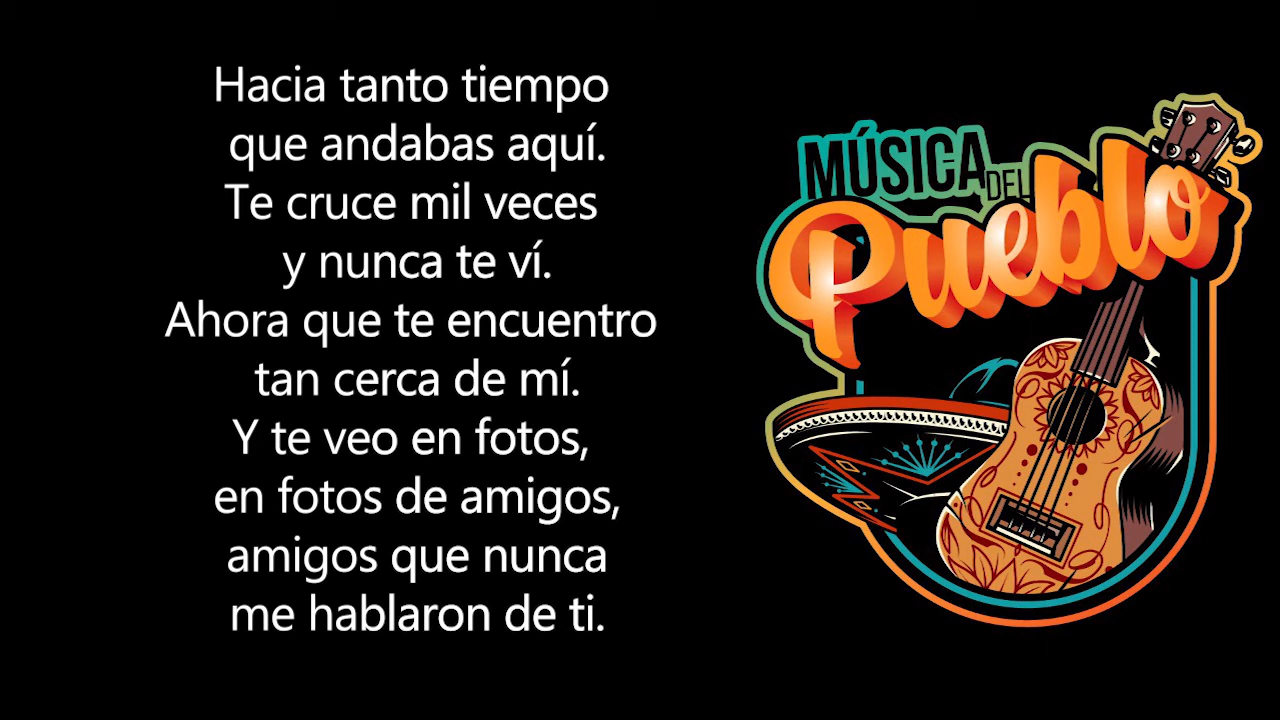 Hacia tanto tiempo
que andabas aquí.
Te cruce mil veces
y nunca te ví.
Ahora que te encuentro
tan cerca de mí.
Y te veo en fotos,
en fotos de amigos,
amigos que nunca
me hablaron de ti.
MÚSICA DEL
Pueblo